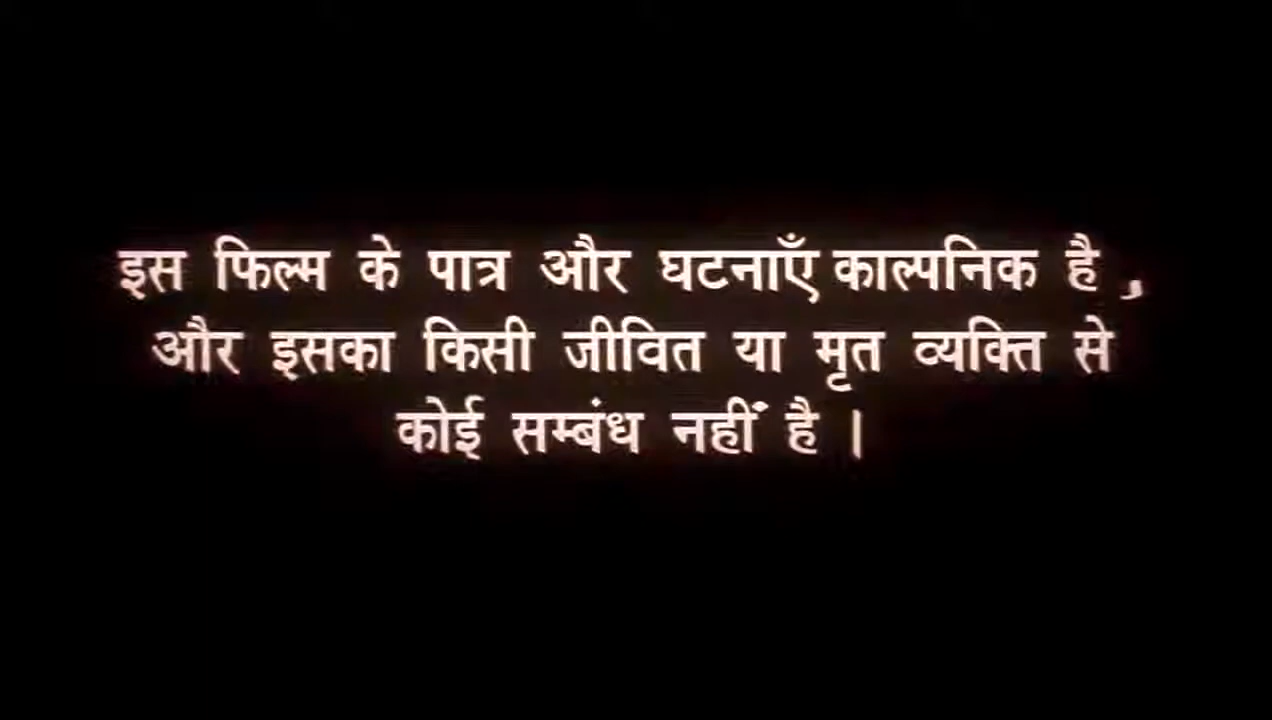 इस फिल्म के पात्र और घटनाएँ काल्पनिक है ,
और इसका किसी जीवित या मृत व्यक्ति से
कोई सम्बंध नहीं है ।